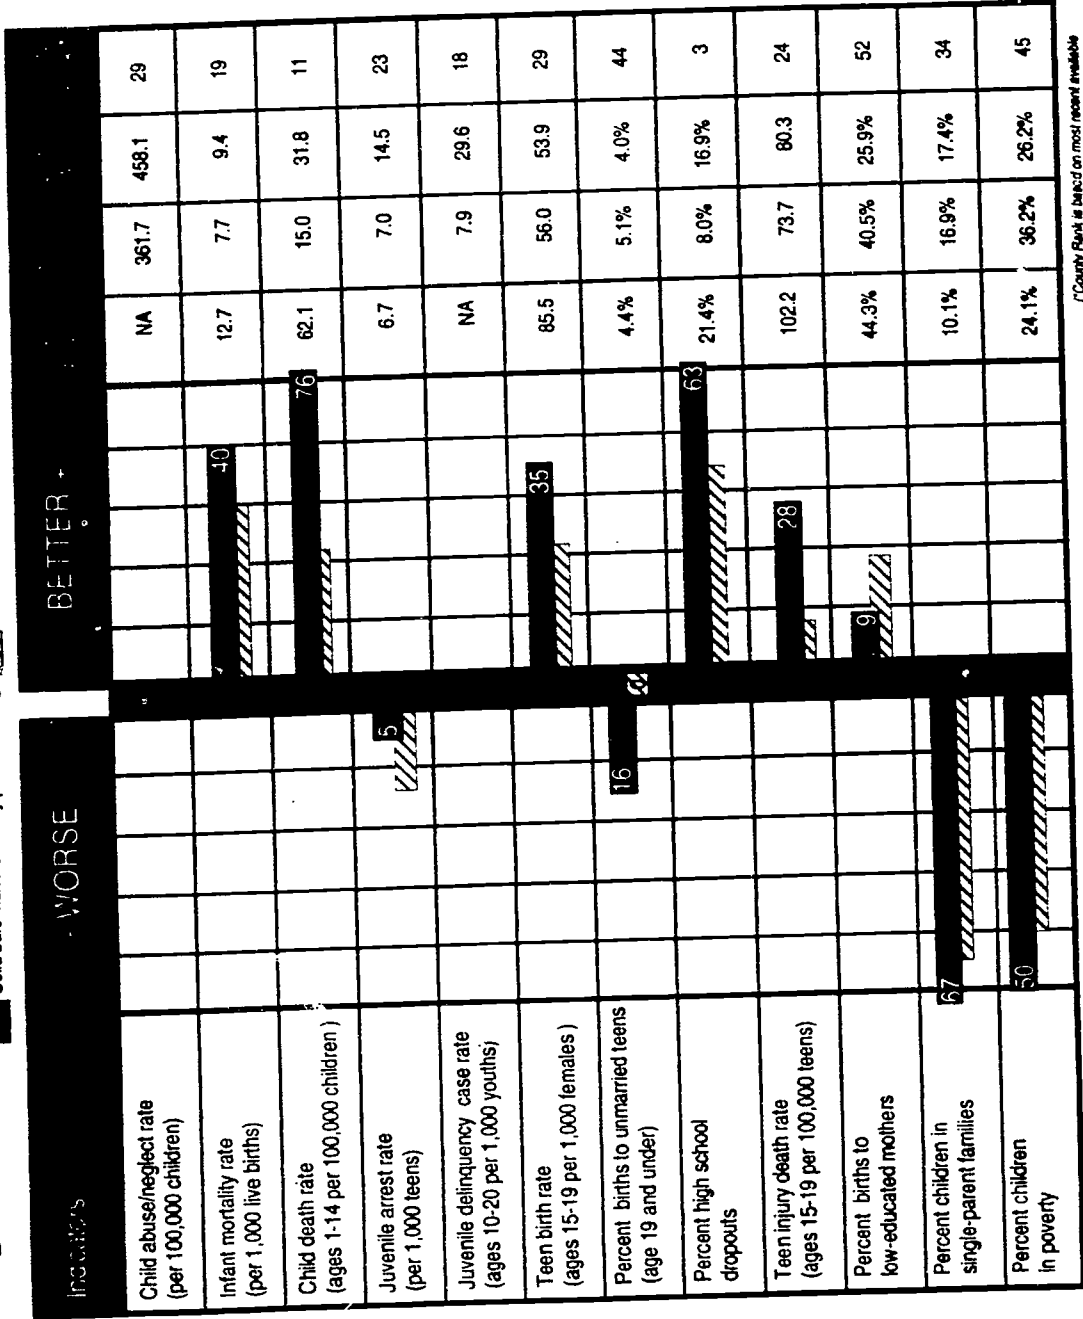 Indicators
- WORSE
BETTER +
Child abuse/neglect rate
(per 100,000 children)
NA
361.7
458.1
29
Infant mortality rate
(per 1,000 live births)
40
12.7
7.7
9.4
19
Child death rate
(ages 1-14 per 100,000 children )
76
62.1
15.0
31.8
11
Juvenile arrest rate
(per 1,000 teens)
5
6.7
7.0
14.5
23
Juvenile delinquency case rate
(ages 10-20 per 1,000 youths)
NA
7.9
29.6
18
Teen birth rate
(ages 15-19 per 1,000 females )
35
85.5
56.0
53.9
29
Percent births to unmarried teens
(age 19 and under)
16
4.4%
5.1%
4.0%
44
Percent high school
dropouts
63
21.4%
8.0%
16.9%
3
Teen injury death rate
(ages 15-19 per 100,000 teens)
28
102.2
73.7
80.3
24
Percent births to
low-educated mothers
9
44.3%
40.5%
25.9%
52
Percent children in
single-parent families
67
10.1%
16.9%
17.4%
34
Percent children
in poverty
50
24.1%
36.2%
26.2%
45
(*County Rank is based on most recent available